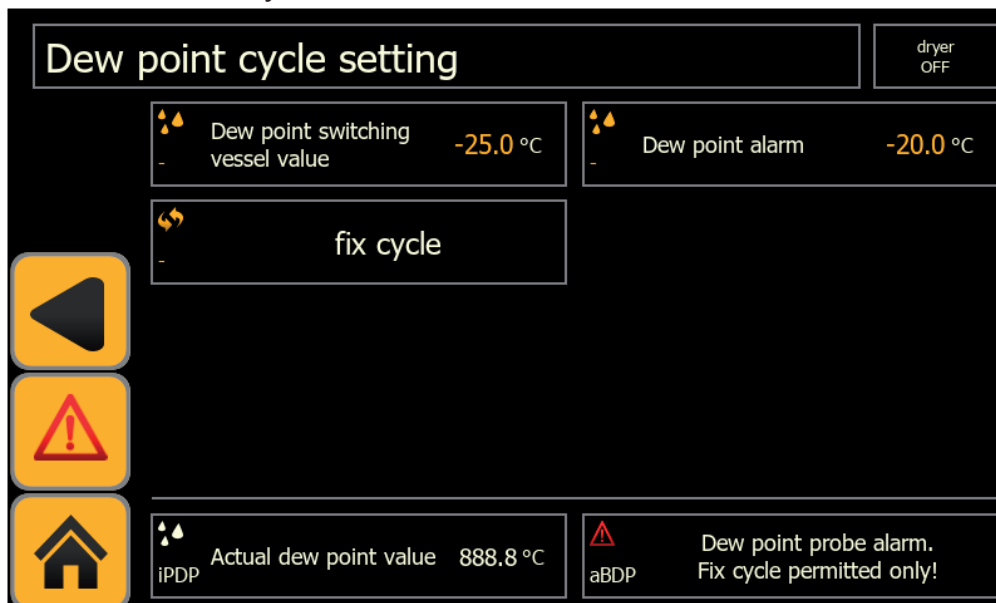 Dew point cycle setting
dryer
OFF
Dew point switching
vessel value
-25.0 °C
-
Dew point alarm
-20.0 °C
-
fix cycle
-
Actual dew point value
888.8 °C
iPDP
Dew point probe alarm.
Fix cycle permitted only!
aBDP